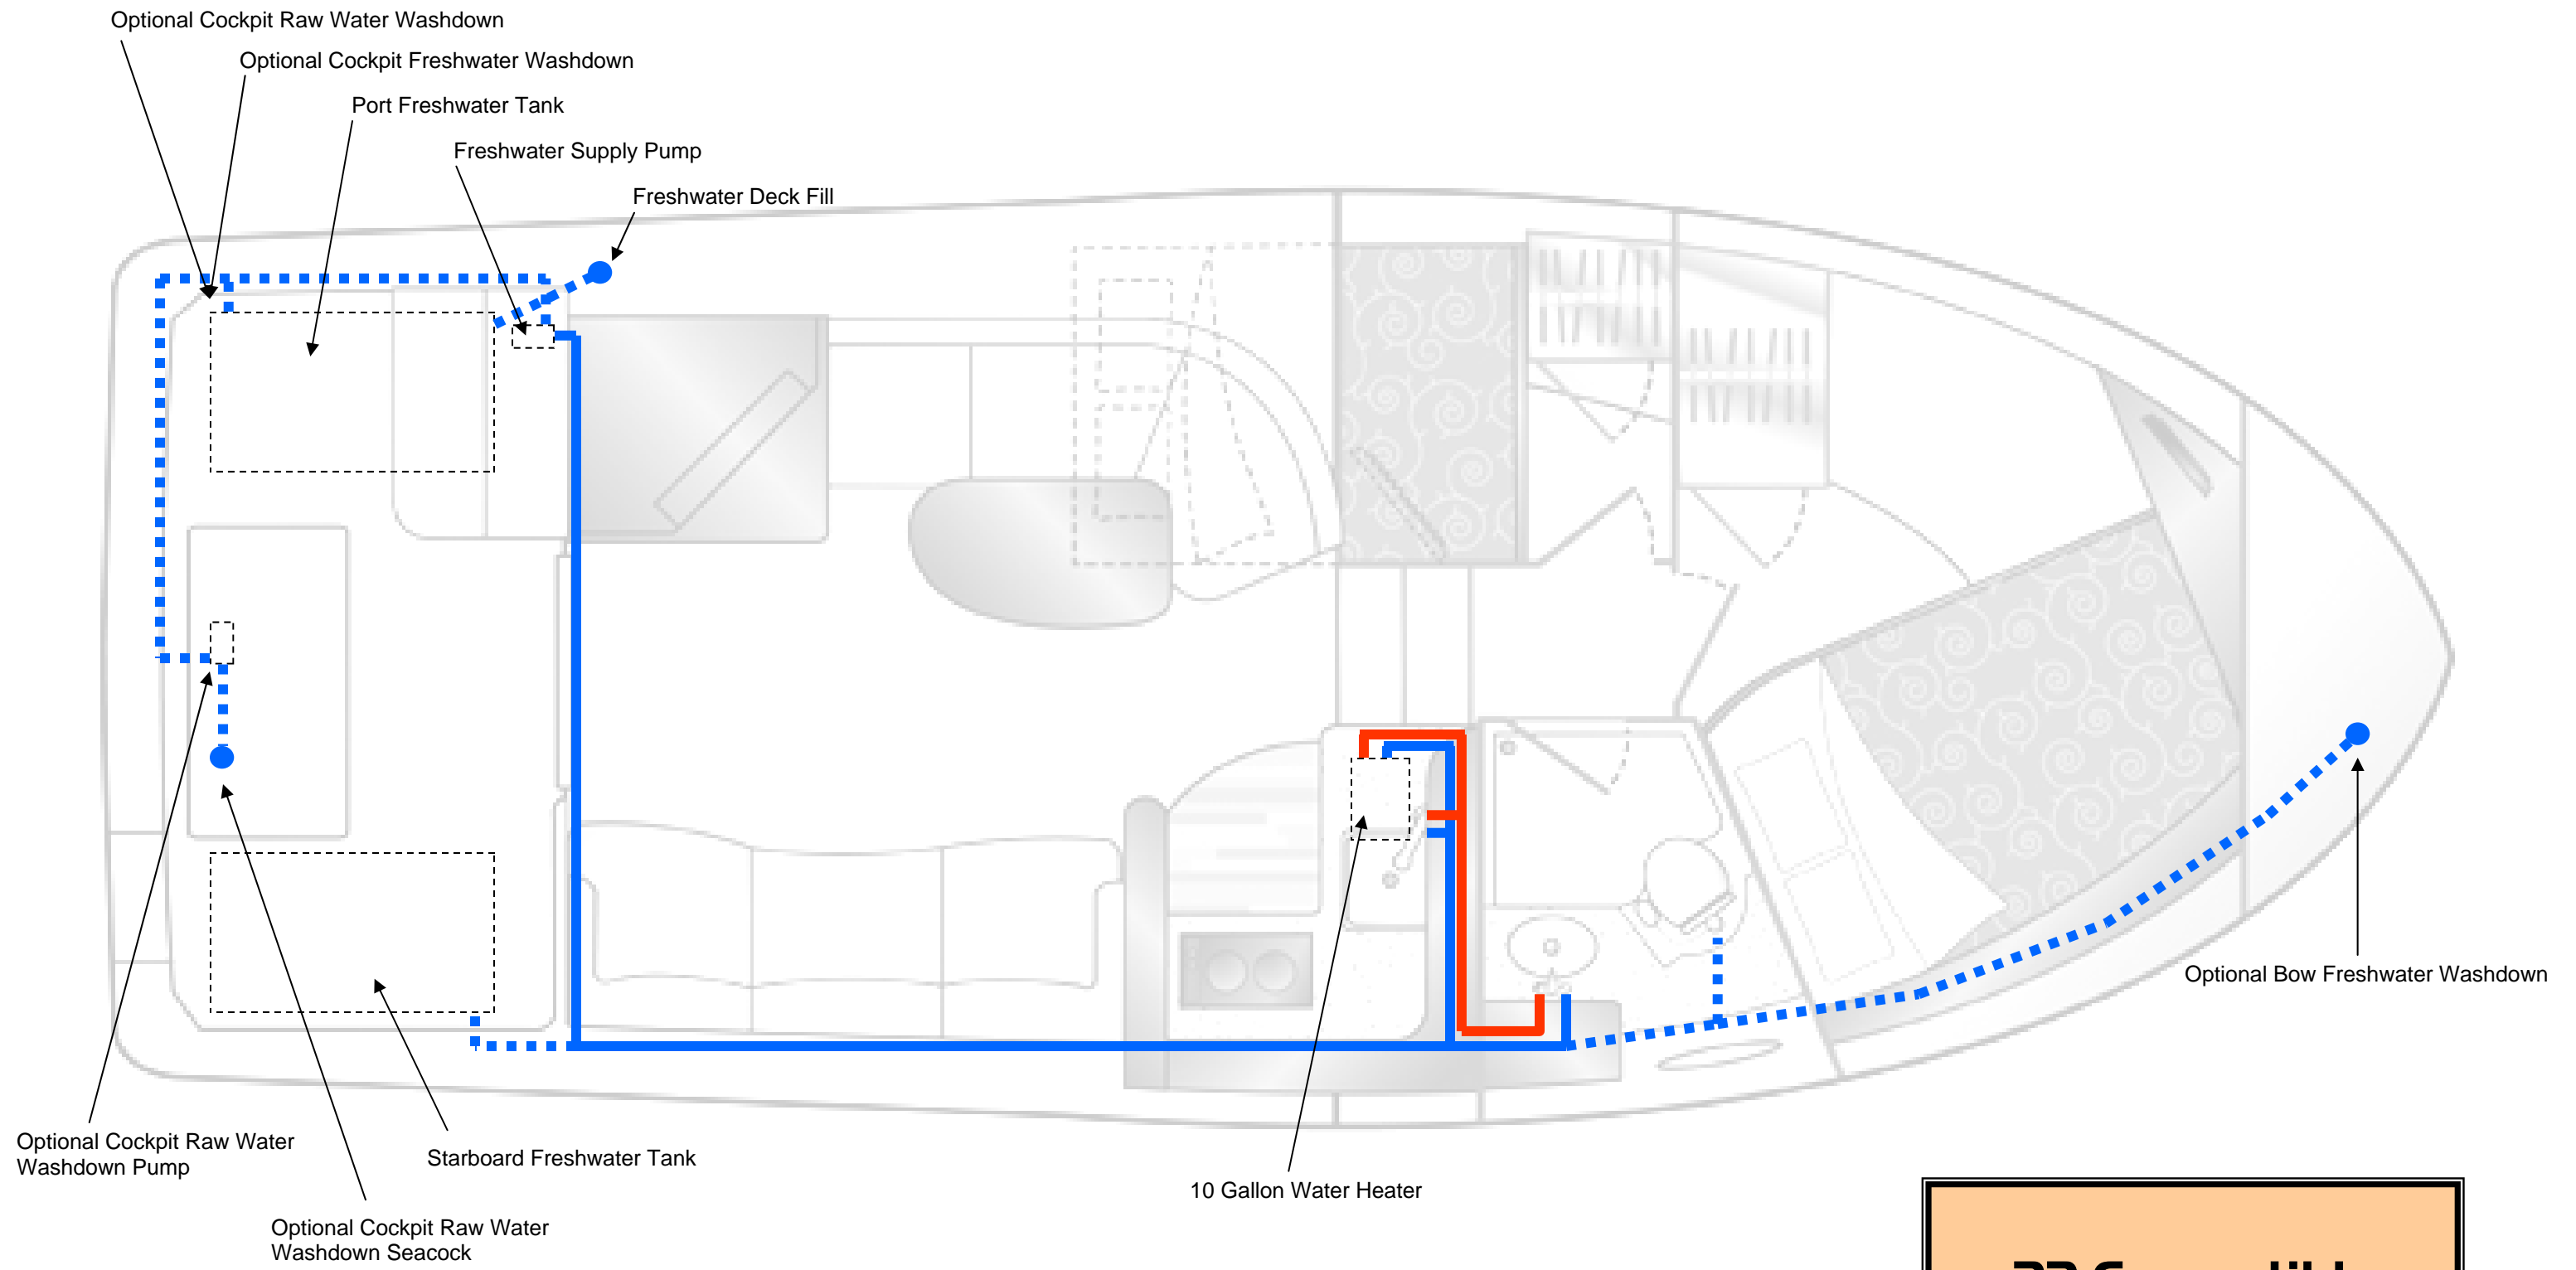 Optional Cockpit Raw Water Washdown
Optional Cockpit Freshwater Washdown
Port Freshwater Tank
Freshwater Supply Pump
Freshwater Deck Fill
Optional Bow Freshwater Washdown
Optional Cockpit Raw Water
Washdown Pump
Starboard Freshwater Tank
10 Gallon Water Heater
Optional Cockpit Raw Water
Washdown Seacock